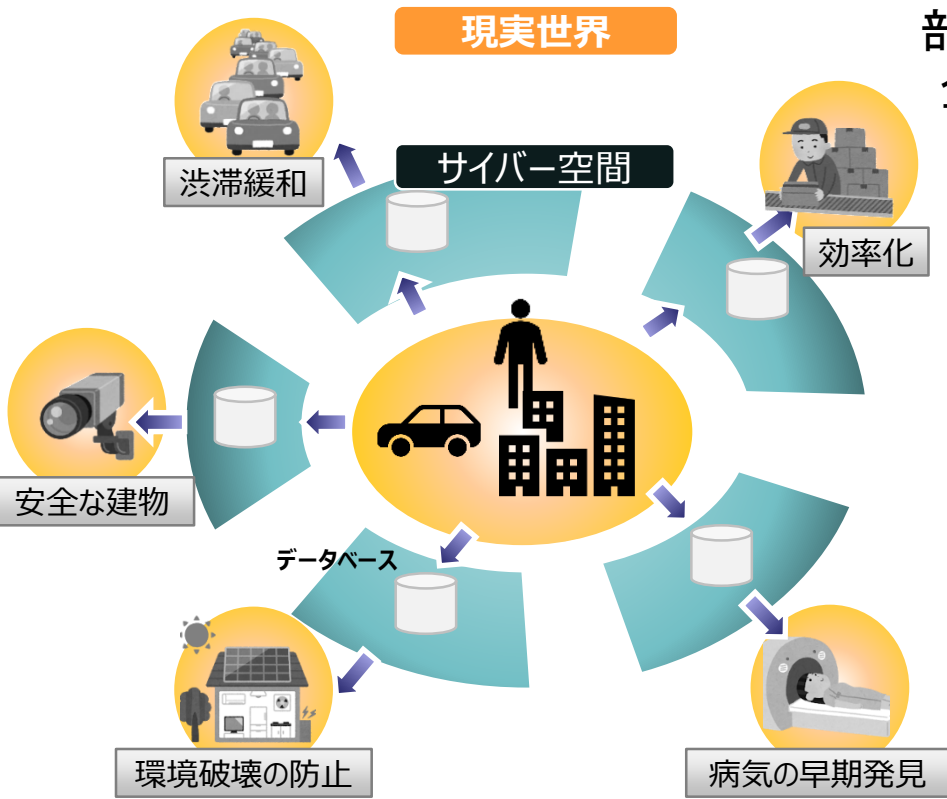 現実世界
部
サイバー空間
渋滞緩和
効率化
安全な建物
データベース
環境破壊の防止
病気の早期発見